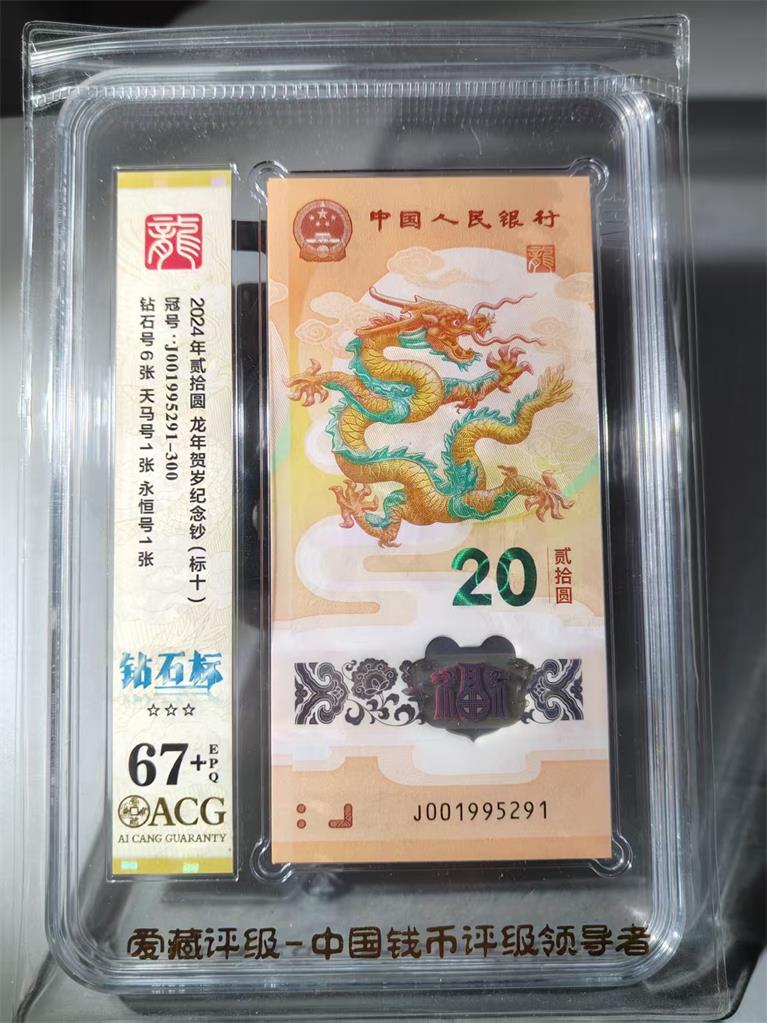 龍
2024年贰拾圆 龙年贺岁纪念钞(标十)
冠号:J001995291-300
钻石号6张 天马号1张 永恒号1张
钻石标
67+ EPQ
ACG
AI CANG GUARANTY
中国人民银行
龍
20
贰拾圆
福
J001995291
爱藏评级-中国钱币评级领导者